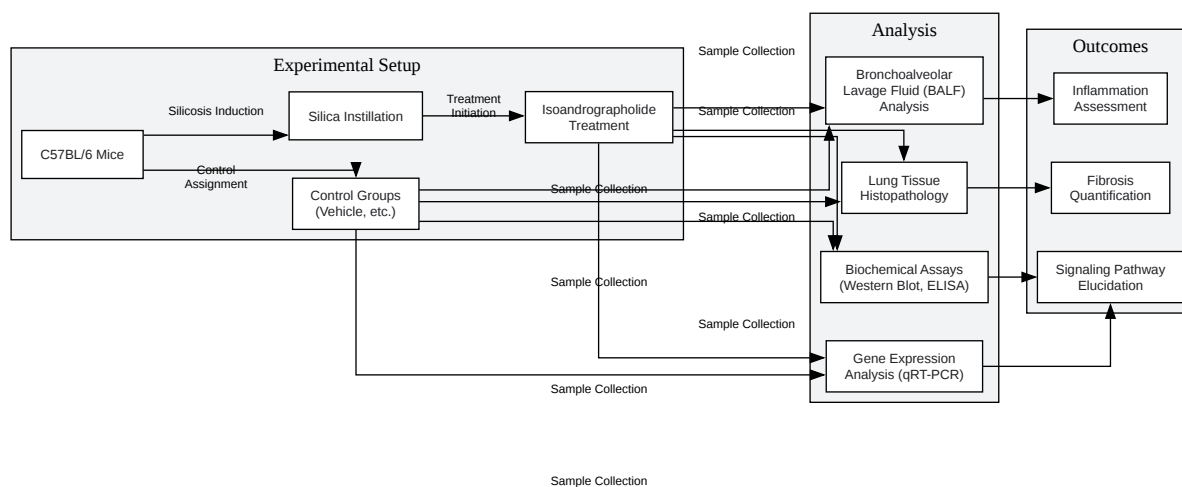 Experimental Setup
C57BL/6 Mice
Silicosis Induction
Control
Assignment
Silica Instillation
Control Groups
(Vehicle, etc.)
Treatment
Initiation
Isoandrographolide
Treatment
Sample Collection
Sample Collection
Sample Collection
Sample Collection
Sample Collection
Sample Collection
Sample Collection
Sample Collection
Analysis
Bronchoalveolar
Lavage Fluid (BALF)
Analysis
Lung Tissue
Histopathology
Biochemical Assays
(Western Blot, ELISA)
Gene Expression
Analysis (qRT-PCR)
Outcomes
Inflammation
Assessment
Fibrosis
Quantification
Signaling Pathway
Elucidation